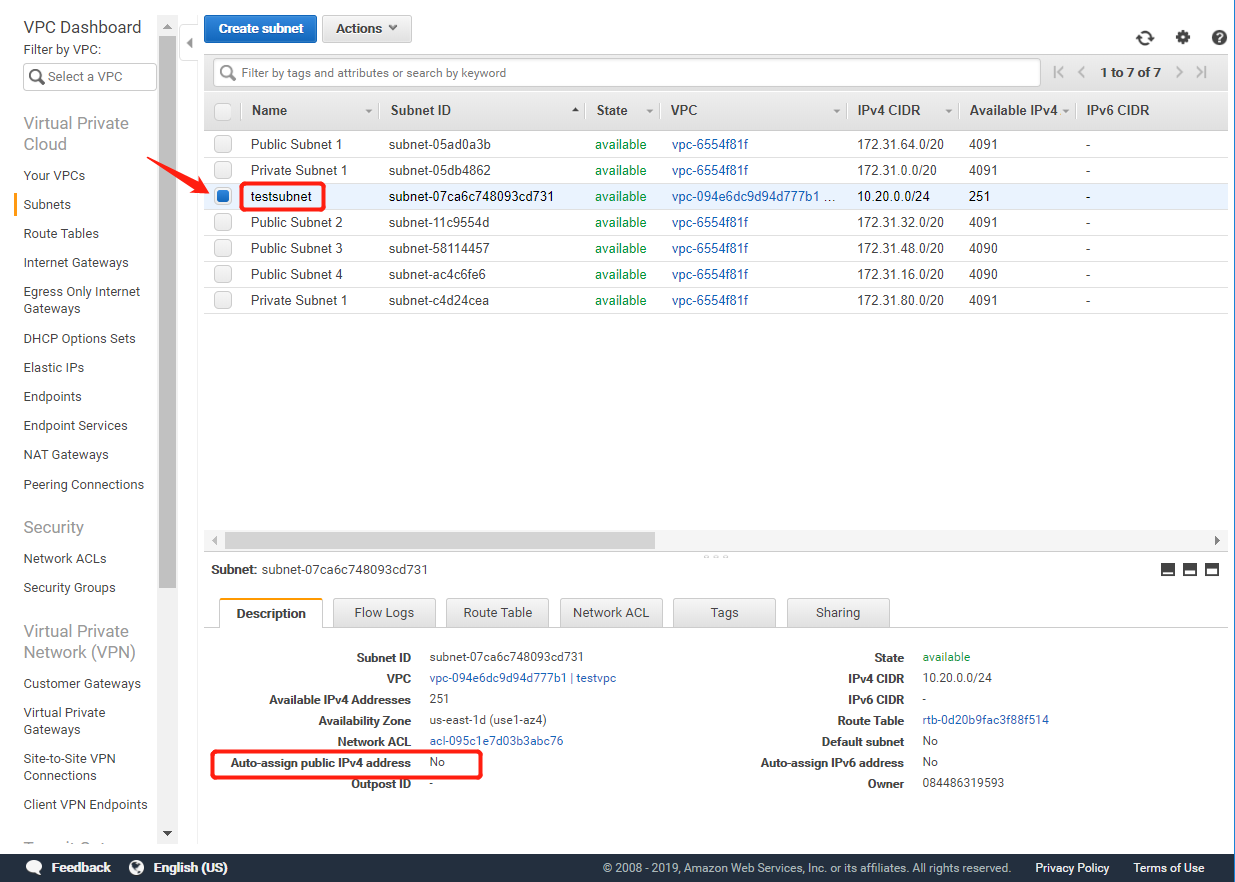 VPC Dashboard
Filter by VPC:
Select a VPC
Virtual Private
Cloud
Your VPCs
Subnets
Route Tables
Internet Gateways
Egress Only Internet
Gateways
DHCP Options Sets
Elastic IPs
Endpoints
Endpoint Services
NAT Gateways
Peering Connections
Security
Network ACLs
Security Groups
Virtual Private
Network (VPN)
Customer Gateways
Virtual Private
Gateways
Site-to-Site VPN
Connections
Client VPN Endpoints
Create subnet Actions
Filter by tags and attributes or search by keyword 1 to 7 of 7
Name Subnet ID State VPC IPv4 CIDR Available IPv4 IPv6 CIDR
Public Subnet 1 subnet-05ad0a3b available vpc-6554f81f 172.31.64.0/20 4091 -
Private Subnet 1 subnet-05db4862 available vpc-6554f81f 172.31.0.0/20 4091 -
testsubnet subnet-07ca6c748093cd731 available vpc-094e6dc9d94d777b1 ... 10.20.0.0/24 251 -
Public Subnet 2 subnet-11c9554d available vpc-6554f81f 172.31.32.0/20 4091 -
Public Subnet 3 subnet-58114457 available vpc-6554f81f 172.31.48.0/20 4090 -
Public Subnet 4 subnet-ac4c6fe6 available vpc-6554f81f 172.31.16.0/20 4090 -
Private Subnet 1 subnet-c4d24cea available vpc-6554f81f 172.31.80.0/20 4091 -
Subnet: subnet-07ca6c748093cd731
Description Flow Logs Route Table Network ACL Tags Sharing
Subnet ID subnet-07ca6c748093cd731 State available
VPC vpc-094e6dc9d94d777b1 | testvpc IPv4 CIDR 10.20.0.0/24
Available IPv4 Addresses 251 IPv6 CIDR -
Availability Zone us-east-1d (use1-az4) Route Table rtb-0d20b9fac3f88f514
Network ACL acl-095c1e7d03b3abc76 Default subnet No
Auto-assign public IPv4 address No Auto-assign IPv6 address No
Outpost ID - Owner 084486319593
Feedback English (US) © 2008 - 2019, Amazon Web Services, Inc. or its affiliates. All rights reserved. Privacy Policy Terms of Use